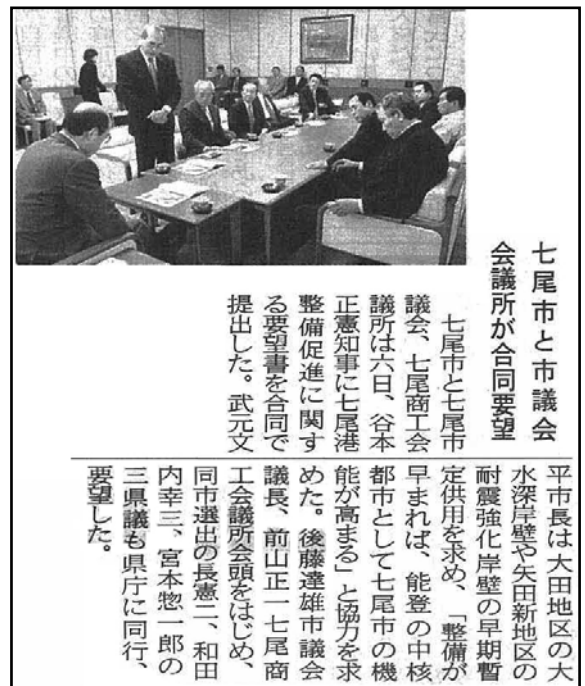 七尾市と市議会
会議所が合同要望
七尾市と七尾市
議会、七尾商工会
議所は六日、谷本
正憲知事に七尾港
整備促進に関す
る要望書を合同で
提出した。武元文
平市長は大田地区の大
水深岸壁や矢田新地区の
耐震強化岸壁の早期暫
定供用を求め、「整備が
早まれば、能登の中核
都市として七尾市の機
能が高まる」と協力を求
めた。後藤達雄市議会
議長、前山正一七尾商
工会議所会頭をはじめ、
同市選出の長憲二、和田
内幸三、宮本惣一郎の
三県議も県庁に同行、
要望した。